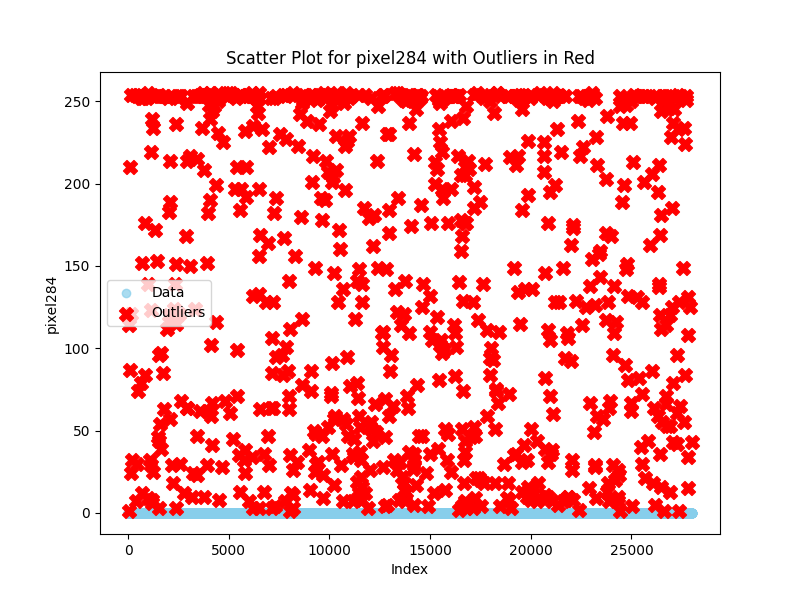 Scatter Plot for pixel284 with Outliers in Red
250
200
150
100
50
0
pixel284
Data
Outliers
0 5000 10000 15000 20000 25000
Index